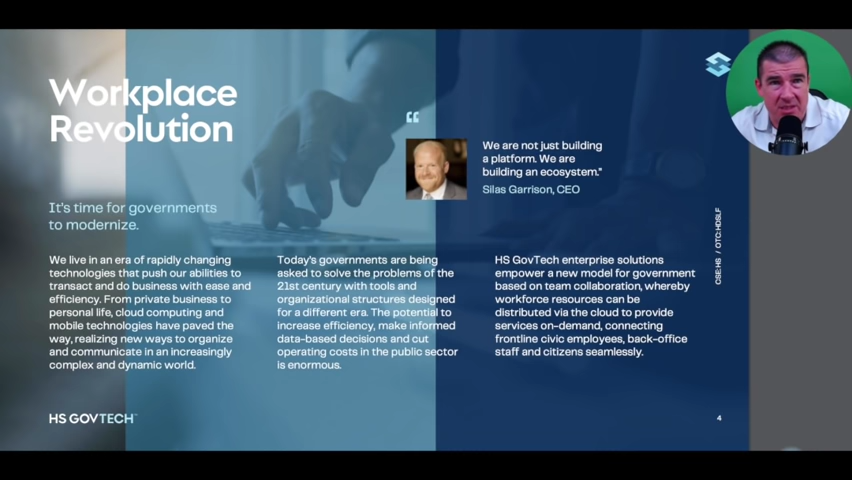 Workplace
Revolution
It's time for governments
to modernize.
“
We are not just building
a platform. We are
building an ecosystem."
Silas Garrison, CEO
We live in an era of rapidly changing
technologies that push our abilities to
transact and do business with ease and
efficiency. From private business to
personal life, cloud computing and
mobile technologies have paved the
way, realizing new ways to organize
and communicate in an increasingly
complex and dynamic world.
Today's governments are being
asked to solve the problems of the
21st century with tools and
organizational structures designed
for a different era. The potential to
increase efficiency, make informed
data-based decisions and cut
operating costs in the public sector
is enormous.
HS GovTech enterprise solutions
empower a new model for government
based on team collaboration, whereby
workforce resources can be
distributed via the cloud to provide
services on-demand, connecting
frontline civic employees, back-office
staff and citizens seamlessly.
CSE:HS / OTC:HDSLF
HS GOVTECH™
4